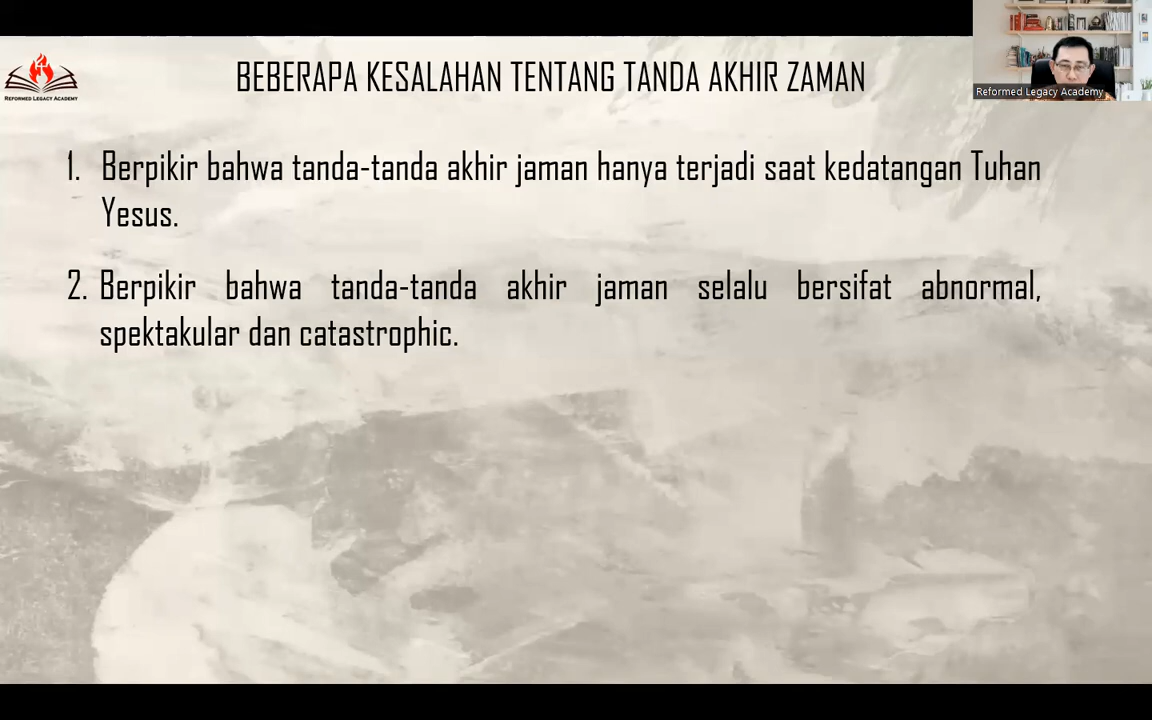 BEBERAPA KESALAHAN TENTANG TANDA AKHIR ZAMAN
REFORMED LEGACY ACADEMY
Reformed Legacy Academy
1. Berpikir bahwa tanda-tanda akhir jaman hanya terjadi saat kedatangan Tuhan
Yesus.
2. Berpikir bahwa tanda-tanda akhir jaman selalu bersifat abnormal,
spektakular dan catastrophic.